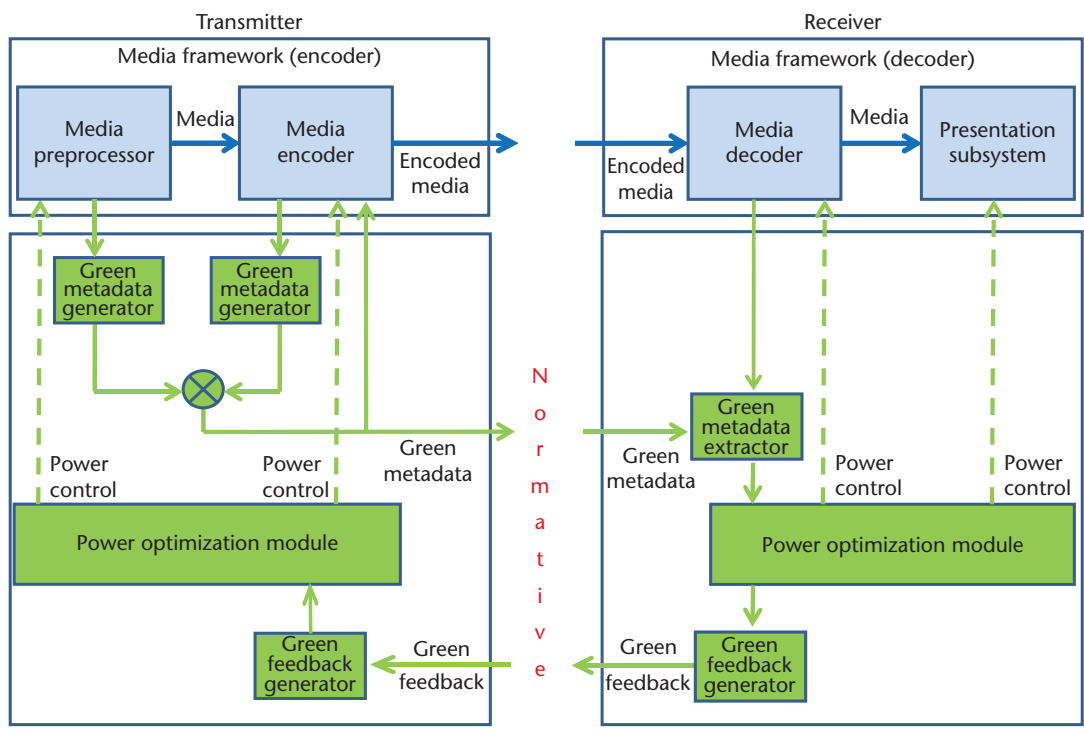 Transmitter
Media framework (encoder)
Media
preprocessor
Media
Media
encoder
Encoded
media
Green
metadata
generator
Green
metadata
generator
Green
metadata
Power
control
Power
control
Power optimization module
Green
feedback
generator
Green
feedback
N
o
r
m
a
t
i
v
e
Receiver
Media framework (decoder)
Encoded
media
Media
decoder
Media
Presentation
subsystem
Green
metadata
Green
metadata
extractor
Power
control
Power
control
Power optimization module
Green
feedback
Green
feedback
generator